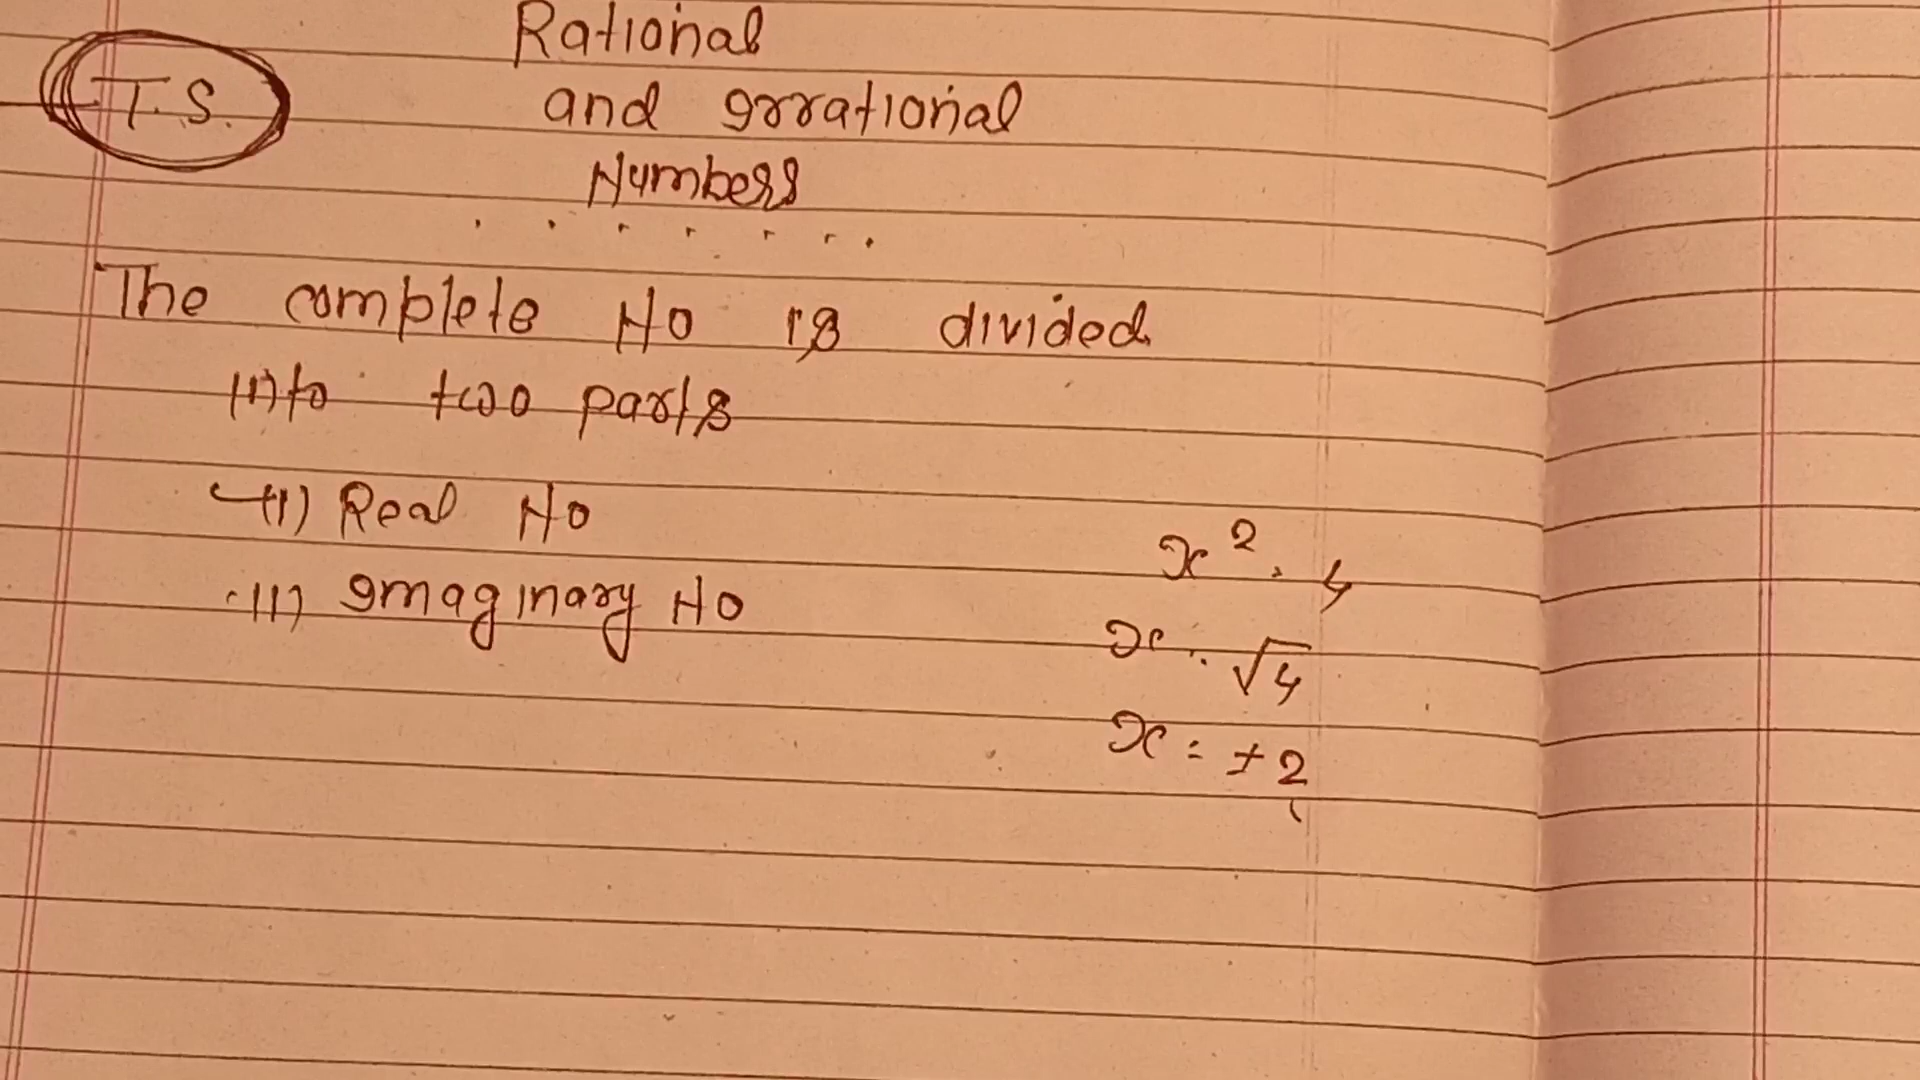 T.S.
Rational
and Irrational
Numbers
The complete No is divided
into two parts
(i) Real No
(ii) Imaginary No
x² = 4
x = √4
x = ±2